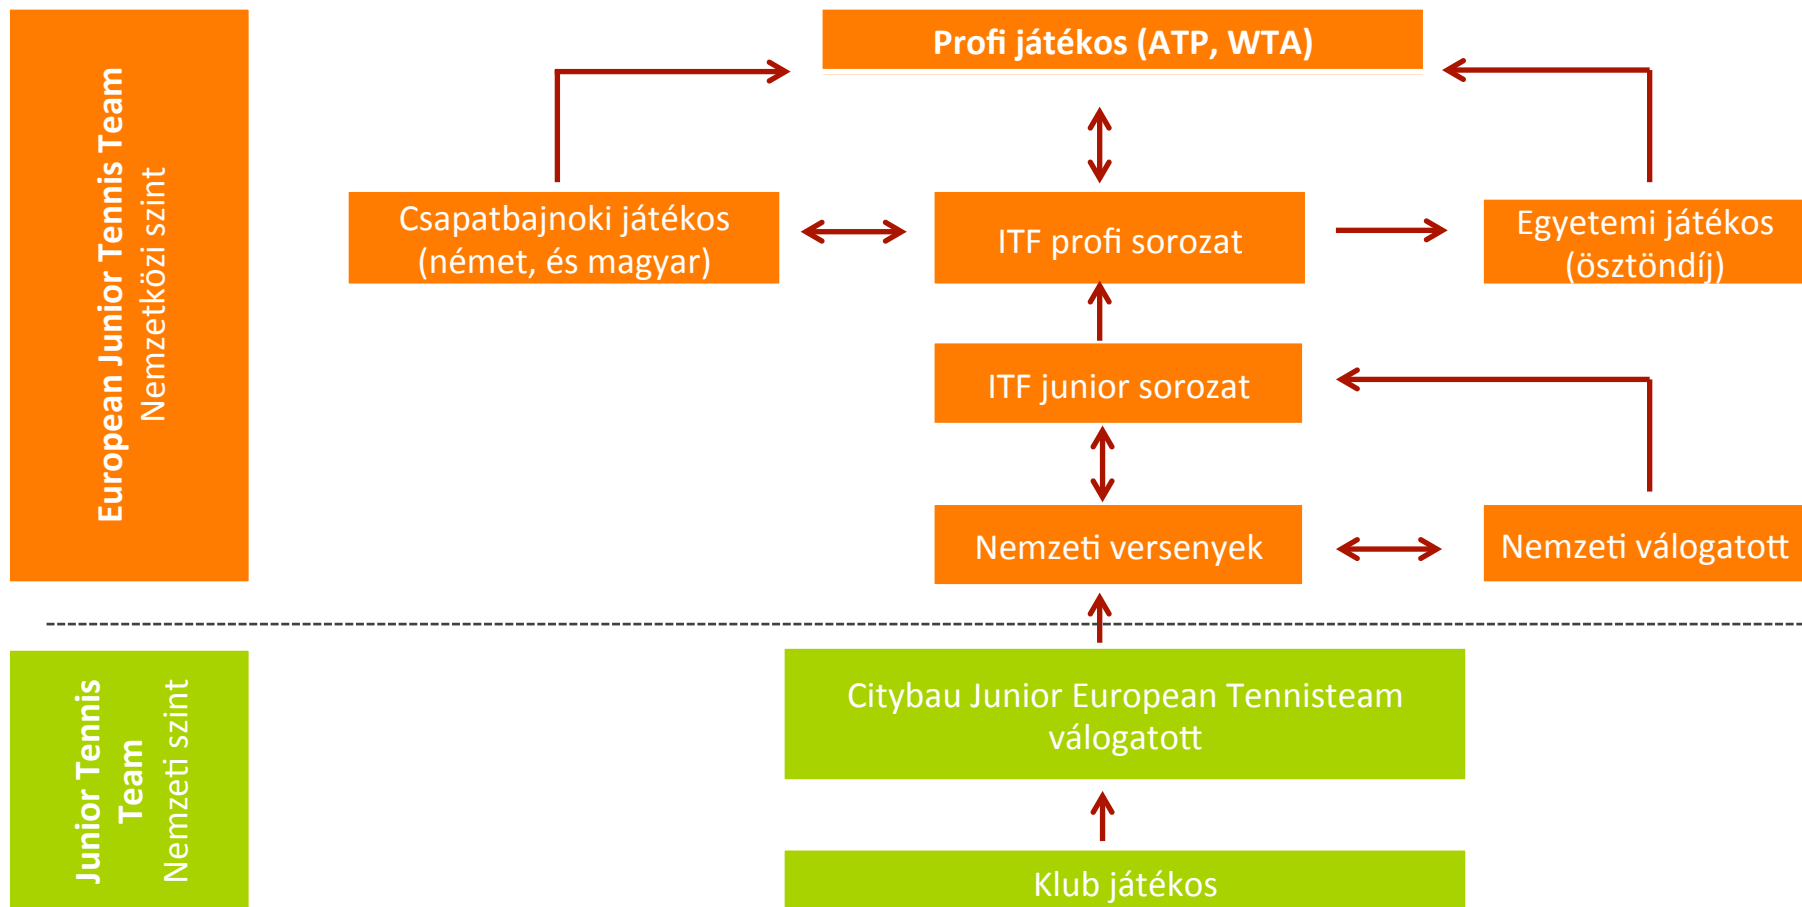 European Junior Tennis Team
Nemzetközi szint
Profi játékos (ATP, WTA)
Csapatbajnoki játékos
(német, és magyar)
ITF profi sorozat
Egyetemi játékos
(ösztöndíj)
ITF junior sorozat
Nemzeti versenyek
Nemzeti válogatott
Junior Tennis
Team
Nemzeti szint
Citybau Junior European Tennisteam
válogatott
Klub játékos